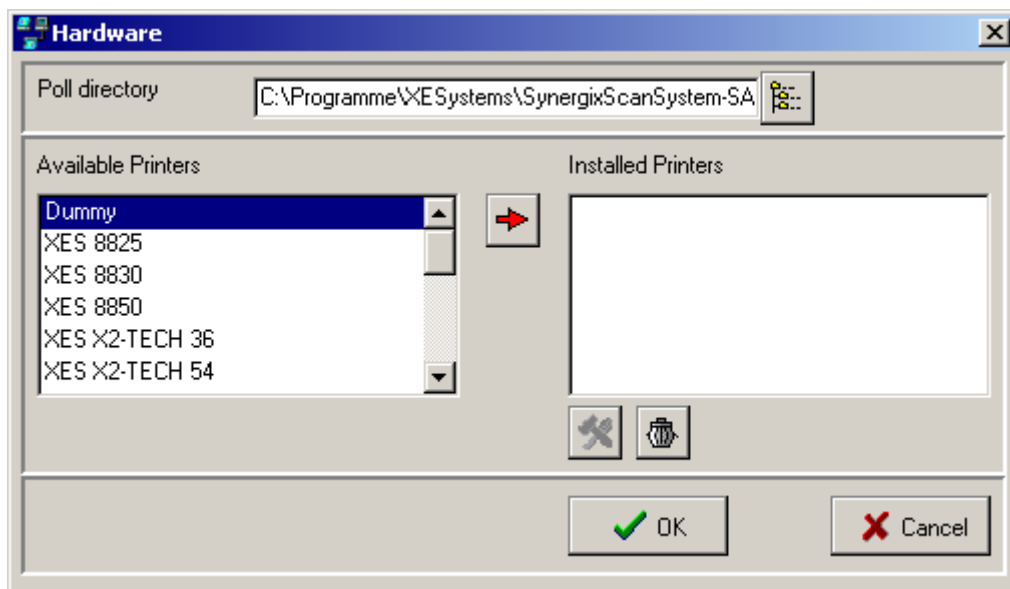 Hardware
Poll directory
C:\Programme\XESystems\SynergixScanSystem-SA
Available Printers
Installed Printers
Dummy
XES 8825
XES 8830
XES 8850
XES X2-TECH 36
XES X2-TECH 54
OK
Cancel